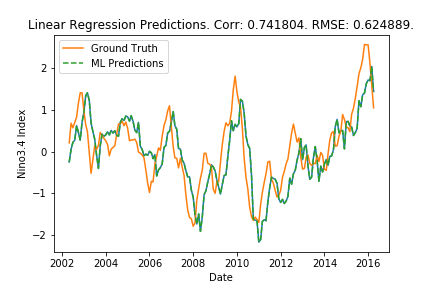 Linear Regression Predictions. Corr: 0.741804. RMSE: 0.624889.
Ground Truth
ML Predictions
Nino3.4 Index
2
1
0
−1
−2
2002 2004 2006 2008 2010 2012 2014 2016
Date